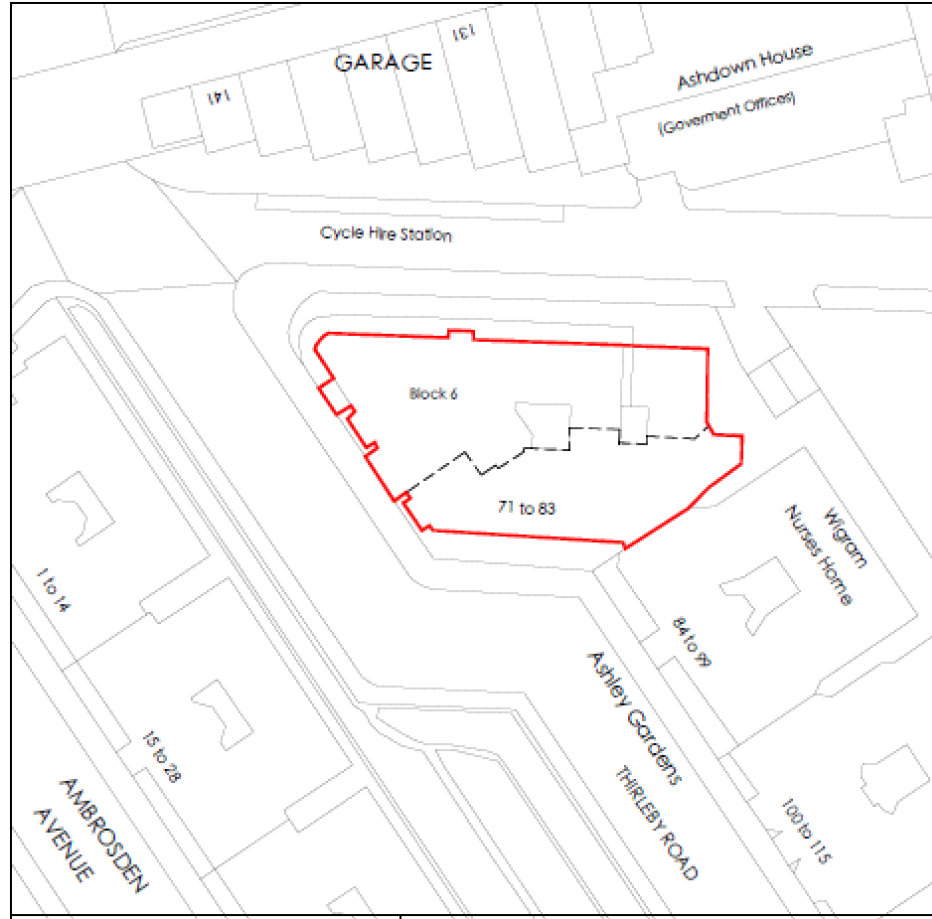 131
GARAGE
141
Ashdown House
(Goverment Offices)
Cycle Hire Station
Block 6
71 to 83
Wigram
Nurses Home
1 to 14
84 to 99
Ashley Gardens
15 to 28
THIRLEBY ROAD
AMBROSDEN
AVENUE
100 to 115